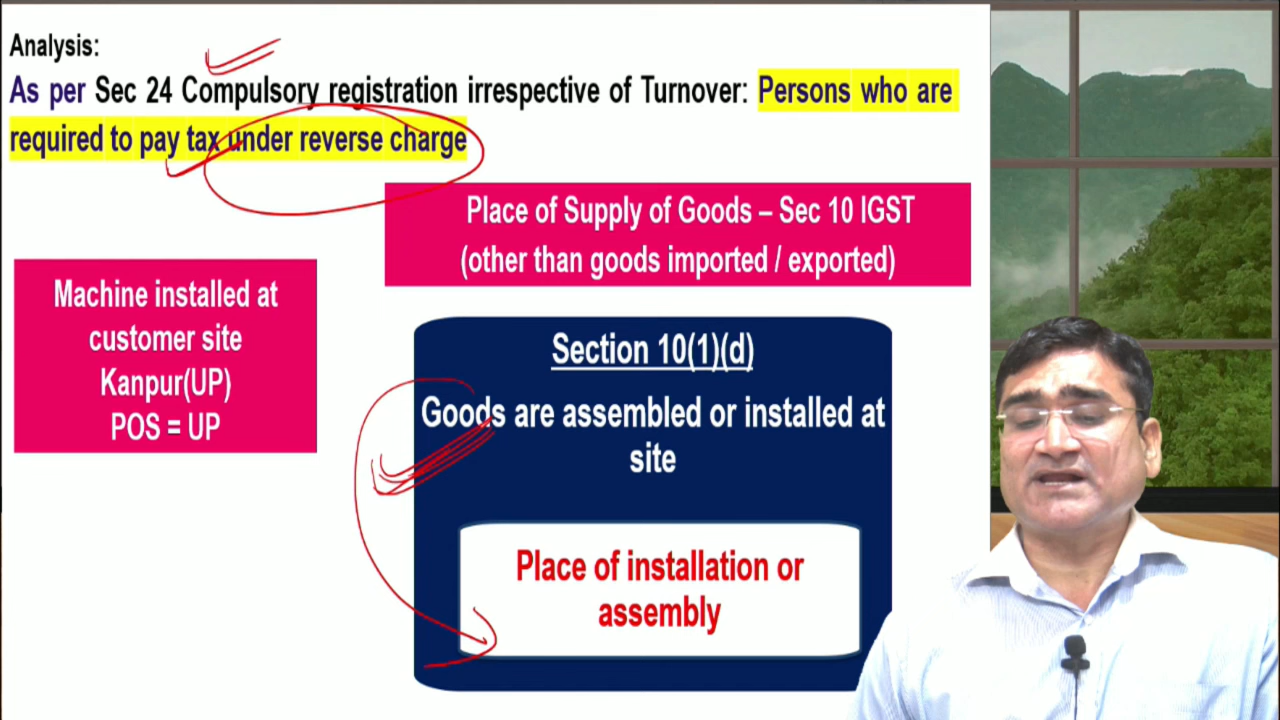 Analysis:
As per Sec 24 Compulsory registration irrespective of Turnover: Persons who are
required to pay tax under reverse charge
Place of Supply of Goods – Sec 10 IGST
(other than goods imported / exported)
Machine installed at
customer site
Kanpur(UP)
POS = UP
Section 10(1)(d)
Goods are assembled or installed at
site
Place of installation or
assembly